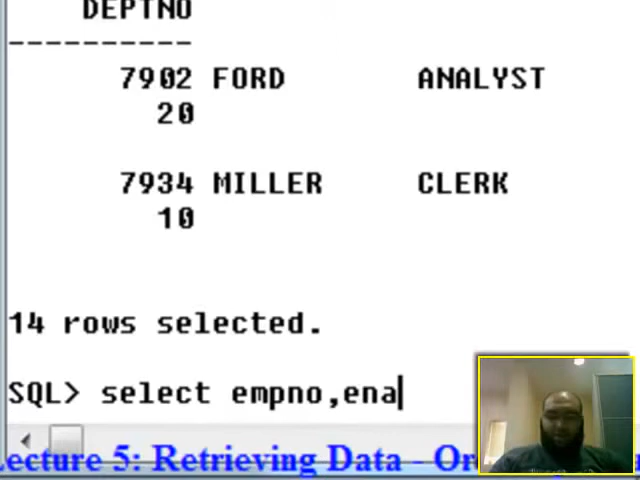 DEPTNO
----------
7902 FORD ANALYST
20
7934 MILLER CLERK
10
14 rows selected.
SQL> select empno,ena
Lecture 5: Retrieving Data -